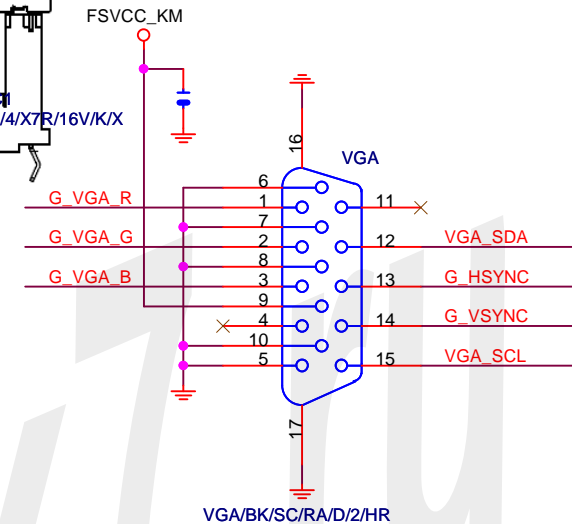 FSVCC_KM
/4/X7R/16V/K/X
16
VGA
6
G_VGA_R
1
11
7
G_VGA_G
2
12
VGA_SDA
8
G_VGA_B
3
13
G_HSYNC
9
4
14
G_VSYNC
10
5
15
VGA_SCL
17
VGA/BK/SC/RA/D/2/HR